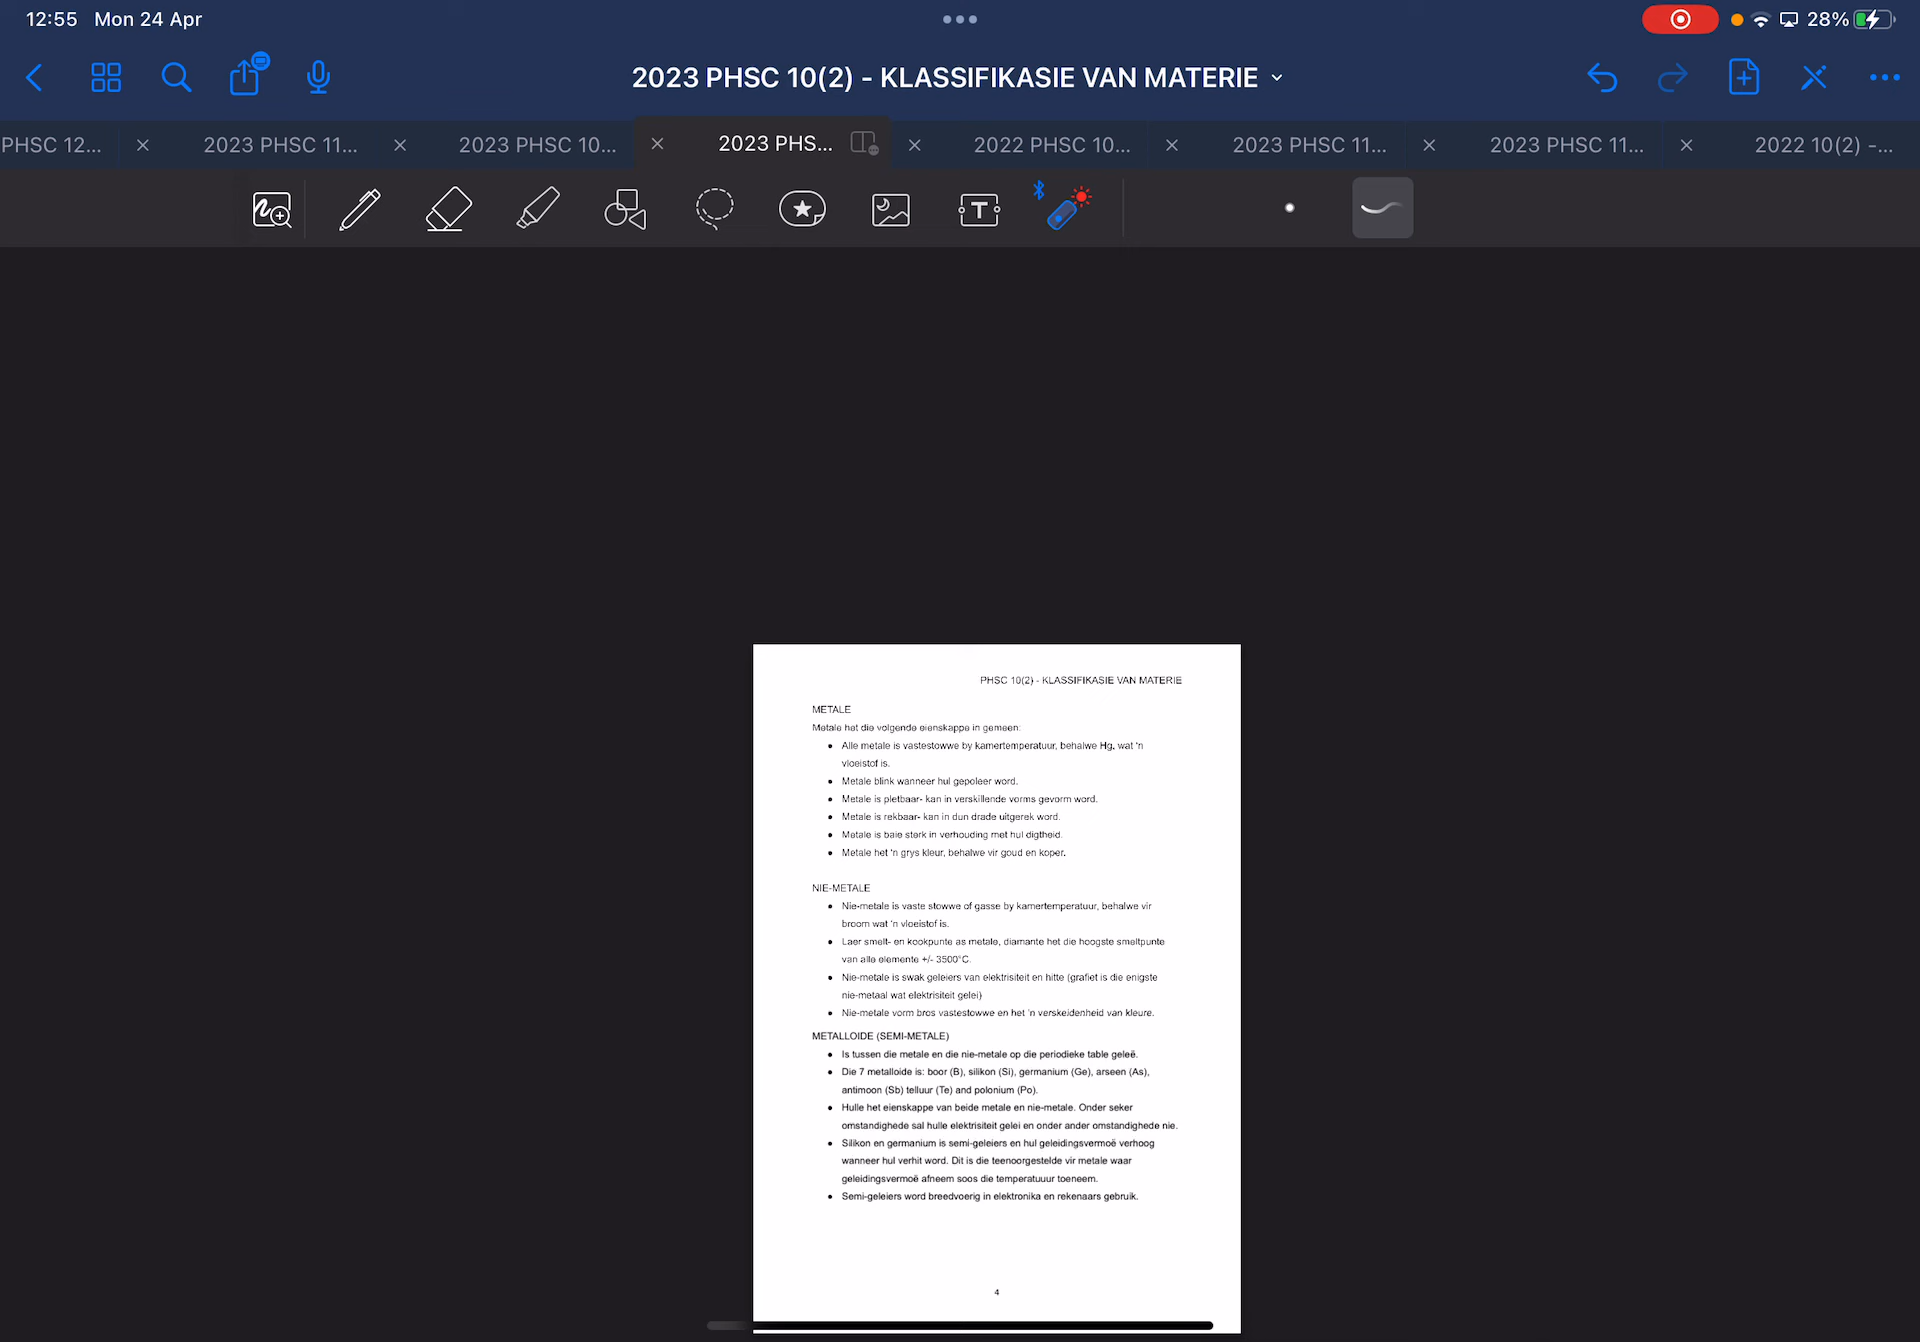 12:55 Mon 24 Apr
28%
2023 PHSC 10(2) - KLASSIFIKASIE VAN MATERIE
PHSC 12... 2023 PHSC 11... 2023 PHSC 10... 2023 PHS... 2022 PHSC 10... 2023 PHSC 11... 2023 PHSC 11... 2022 10(2) -...
PHSC 10(2) - KLASSIFIKASIE VAN MATERIE
METALE
Metale het die volgende eienskappe in gemeen:
• Alle metale is vastestowwe by kamertemperatuur, behalwe Hg, wat 'n
vloeistof is.
• Metale blink wanneer hul gepoleer word.
• Metale is pletbaar- kan in verskillende vorms gevorm word.
• Metale is rekbaar- kan in dun drade uitgerek word.
• Metale is baie sterk in verhouding met hul digtheid.
• Metale het 'n grys kleur, behalwe vir goud en koper.
NIE-METALE
• Nie-metale is vaste stowwe of gasse by kamertemperatuur, behalwe vir
broom wat 'n vloeistof is.
• Laer smelt- en kookpunte as metale, diamante het die hoogste smeltpunte
van alle elemente +/- 3500°C.
• Nie-metale is swak geleiers van elektrisiteit en hitte (grafiet is die enigste
nie-metaal wat elektrisiteit gelei)
• Nie-metale vorm bros vastestowwe en het 'n verskeidenheid van kleure.
METALLOIDE (SEMI-METALE)
• Is tussen die metale en die nie-metale op die periodieke table geleë.
• Die 7 metalloide is: boor (B), silikon (Si), germanium (Ge), arseen (As),
antimoon (Sb) telluur (Te) and polonium (Po).
• Hulle het eienskappe van beide metale en nie-metale. Onder seker
omstandighede sal hulle elektrisiteit gelei en onder ander omstandighede nie.
• Silikon en germanium is semi-geleiers en hul geleidingsvermoë verhoog
wanneer hul verhit word. Dit is die teenoorgestelde vir metale waar
geleidingsvermoë afneem soos die temperatuuur toeneem.
• Semi-geleiers word breedvoerig in elektronika en rekenaars gebruik.
4